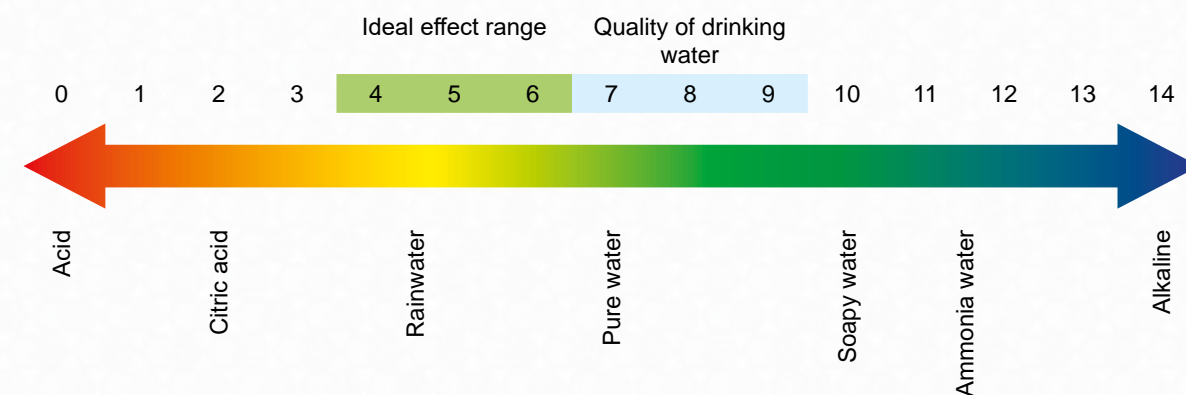 Ideal effect range
Quality of drinking
water
0 1 2 3 4 5 6 7 8 9 10 11 12 13 14
Acid
Citric acid
Rainwater
Pure water
Soapy water
Ammonia water
Alkaline